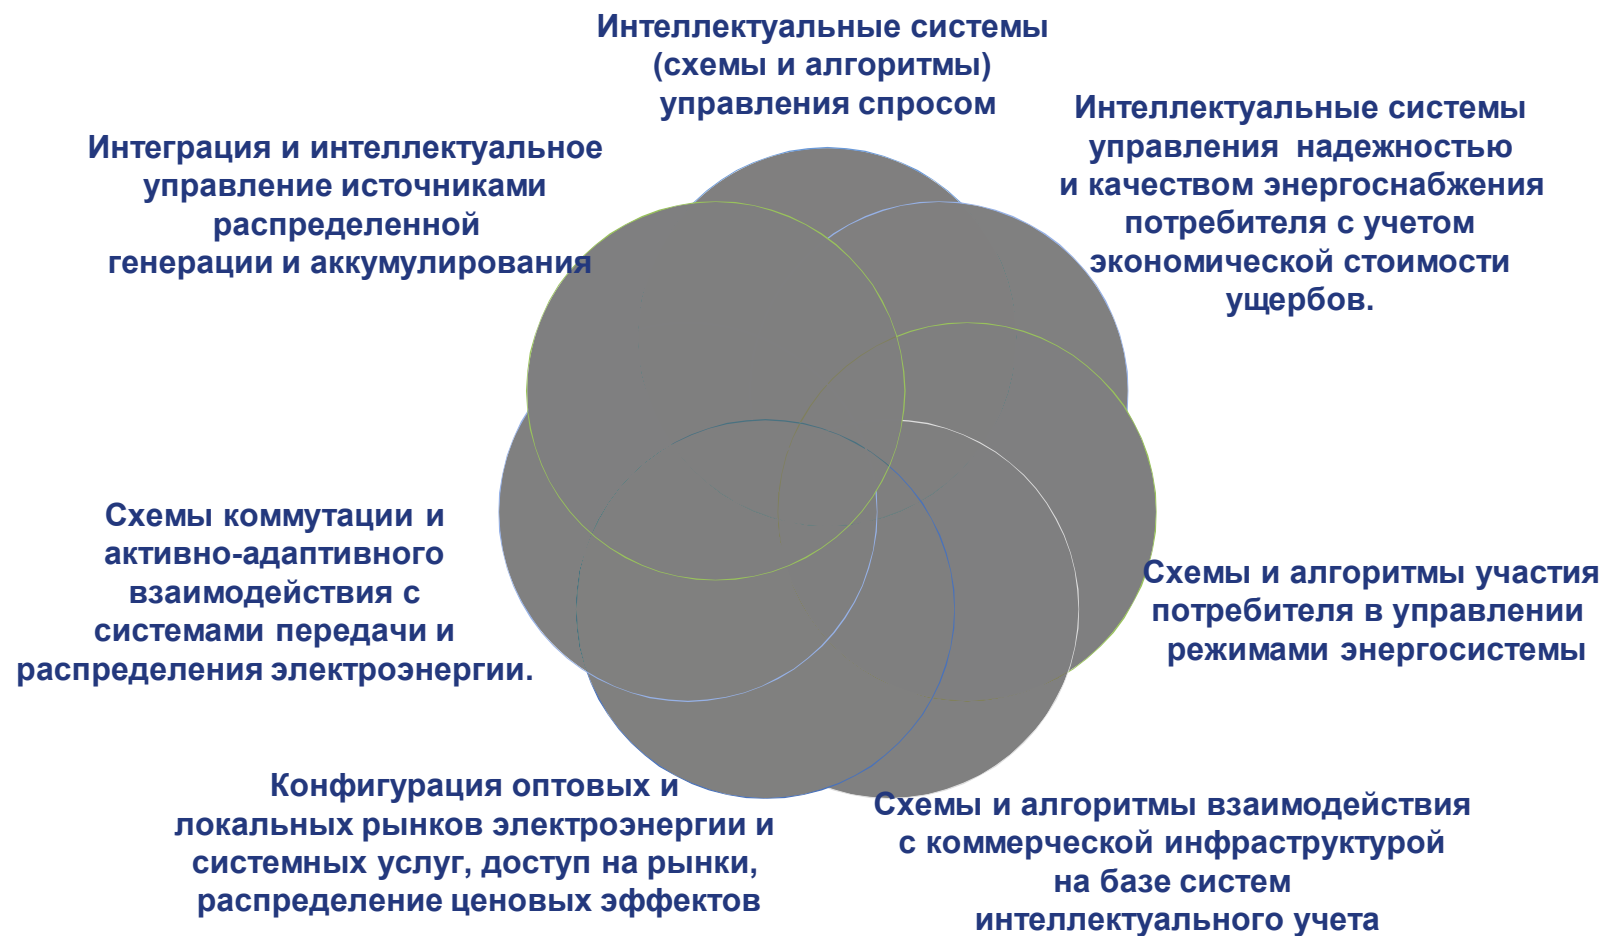 Интеллектуальные системы
(схемы и алгоритмы)
управления спросом
Интеллектуальные системы
управления надежностью
и качеством энергоснабжения
потребителя с учетом
экономической стоимости
ущербов.
Схемы и алгоритмы участия
потребителя в управлении
режимами энергосистемы
Схемы и алгоритмы взаимодействия
с коммерческой инфраструктурой
на базе систем
интеллектуального учета
Конфигурация оптовых и
локальных рынков электроэнергии и
системных услуг, доступ на рынки,
распределение ценовых эффектов
Схемы коммутации и
активно-адаптивного
взаимодействия с
системами передачи и
распределения электроэнергии.
Интеграция и интеллектуальное
управление источниками
распределенной
генерации и аккумулирования